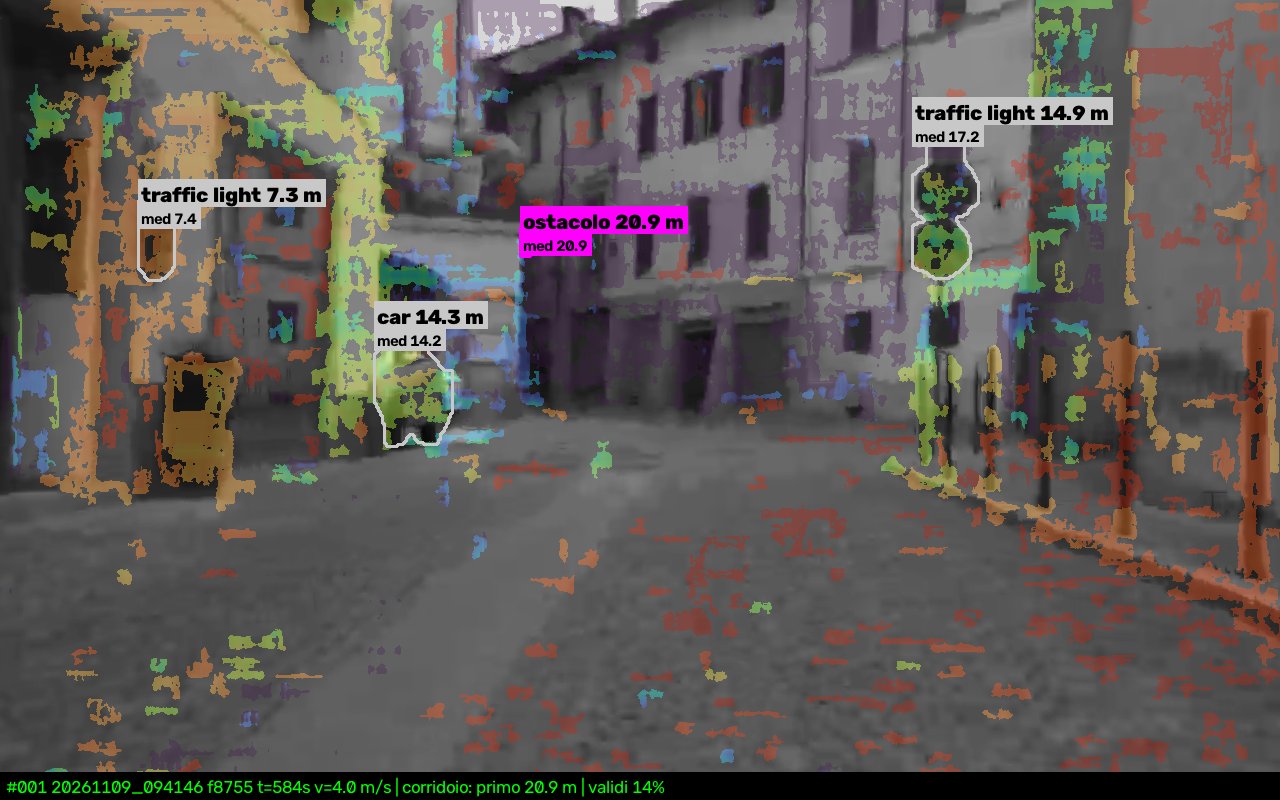 traffic light 14.9 m
med 17.2
traffic light 7.3 m
med 7.4
ostacolo 20.9 m
med 20.9
car 14.3 m
med 14.2
#001 20261109_094146 f8755 t=584s v=4.0 m/s | corridoio: primo 20.9 m | validi 14%